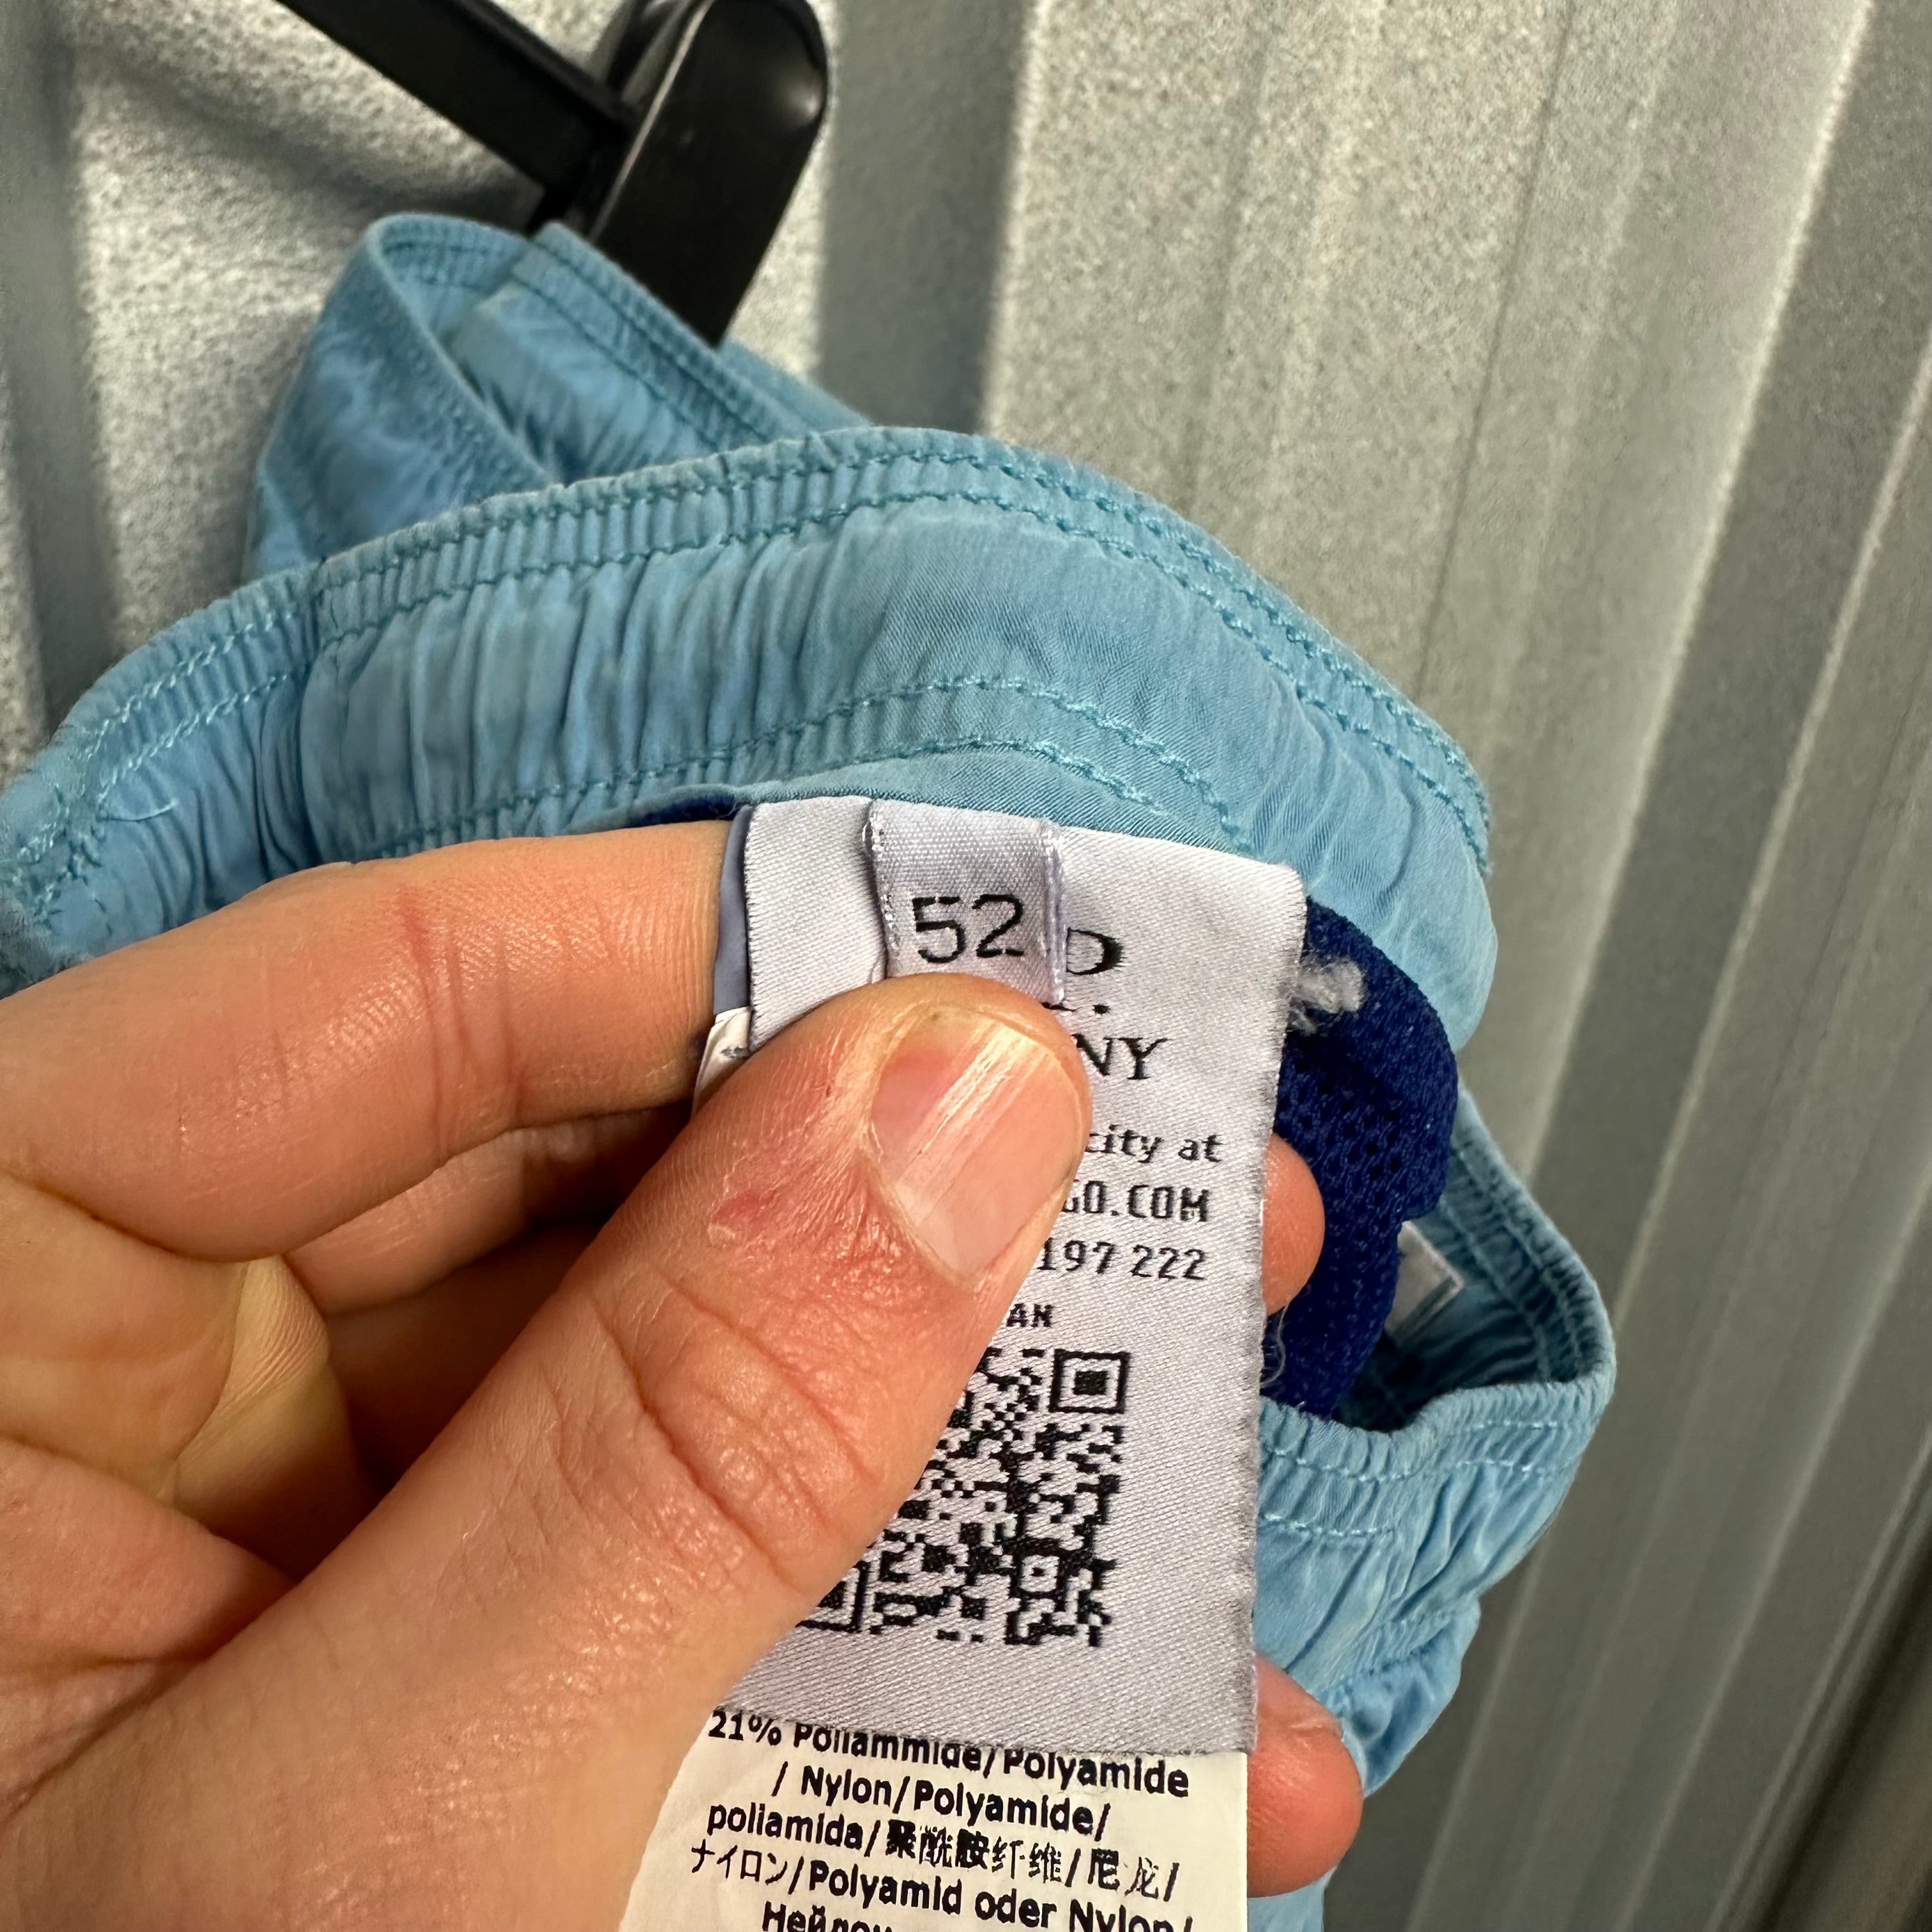 52
D
NY
city at
GO.COM
197 222
AN
21% Poliammide/Polyamide
/ Nylon/Polyamide/
poliamida/聚酰胺纤维/尼龙/
ナイロン/Polyamid oder Nylon/
Нейлон